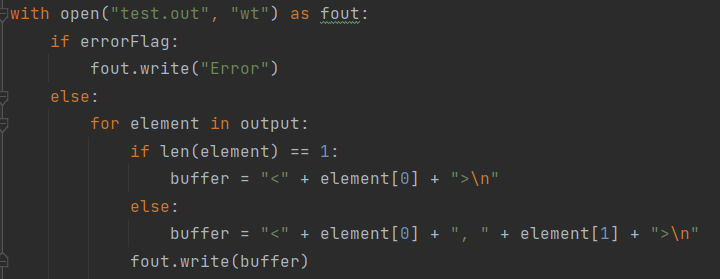 with open("test.out", "wt") as fout:
    if errorFlag:
        fout.write("Error")
    else:
        for element in output:
            if len(element) == 1:
                buffer = "<" + element[0] + ">\n"
            else:
                buffer = "<" + element[0] + ", " + element[1] + ">\n"
            fout.write(buffer)